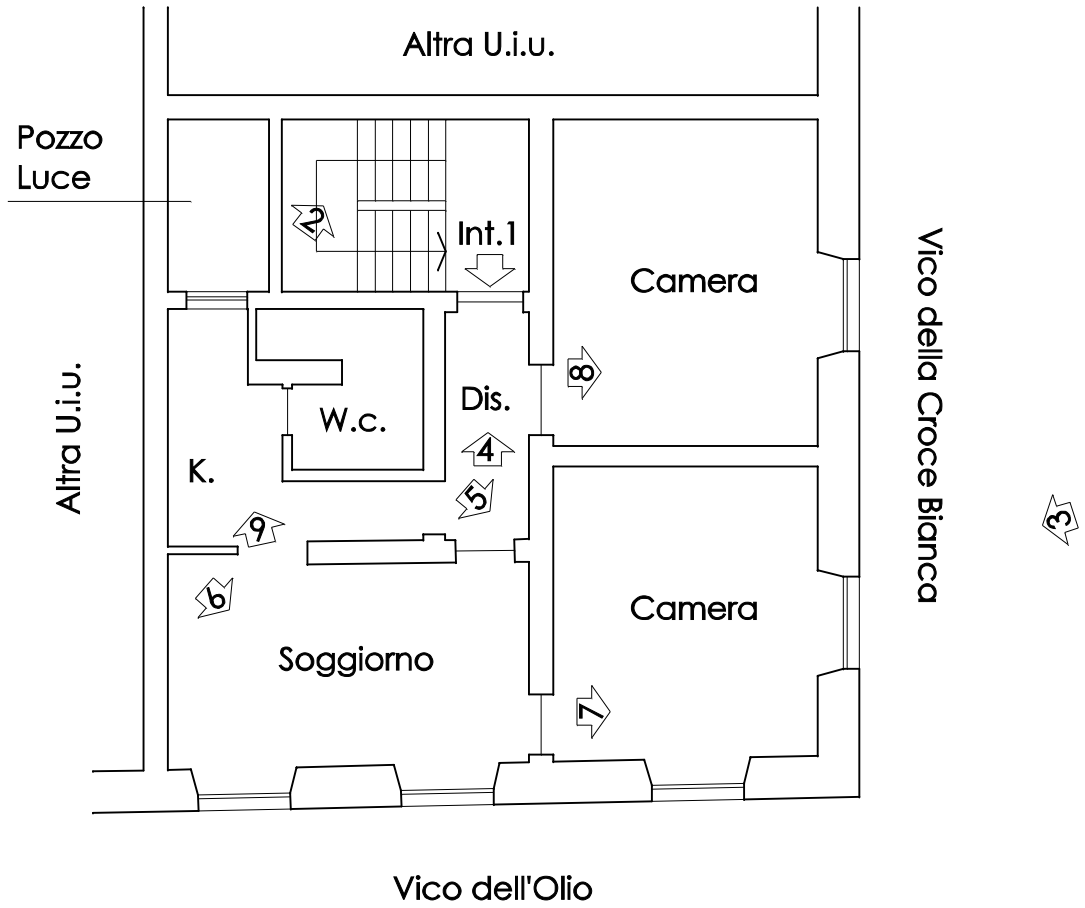 Altra U.i.u.
Pozzo
Luce
2
Int.1
Camera
Vico della Croce Bianca
8
Dis.
Altra U.i.u.
W.c.
4
K.
5
3
9
6
Camera
Soggiorno
7
Vico dell'Olio